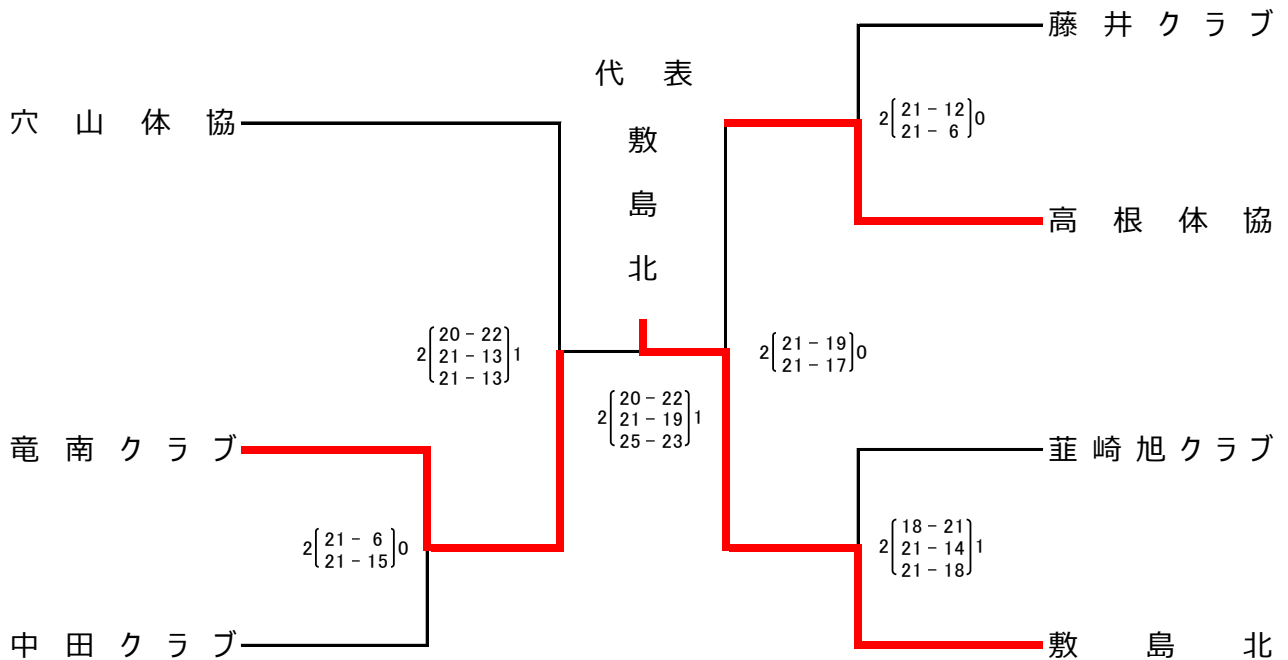 藤井クラブ
代表
穴山体協
2 21-12 0
21- 6
敷島北
高根体協
2 20-22 1
21-13
21-13
2 21-19 0
21-17
2 20-22 1
21-19
25-23
竜南クラブ
韮崎旭クラブ
2 21- 6 0
21-15
2 18-21 1
21-14
21-18
中田クラブ
敷島北